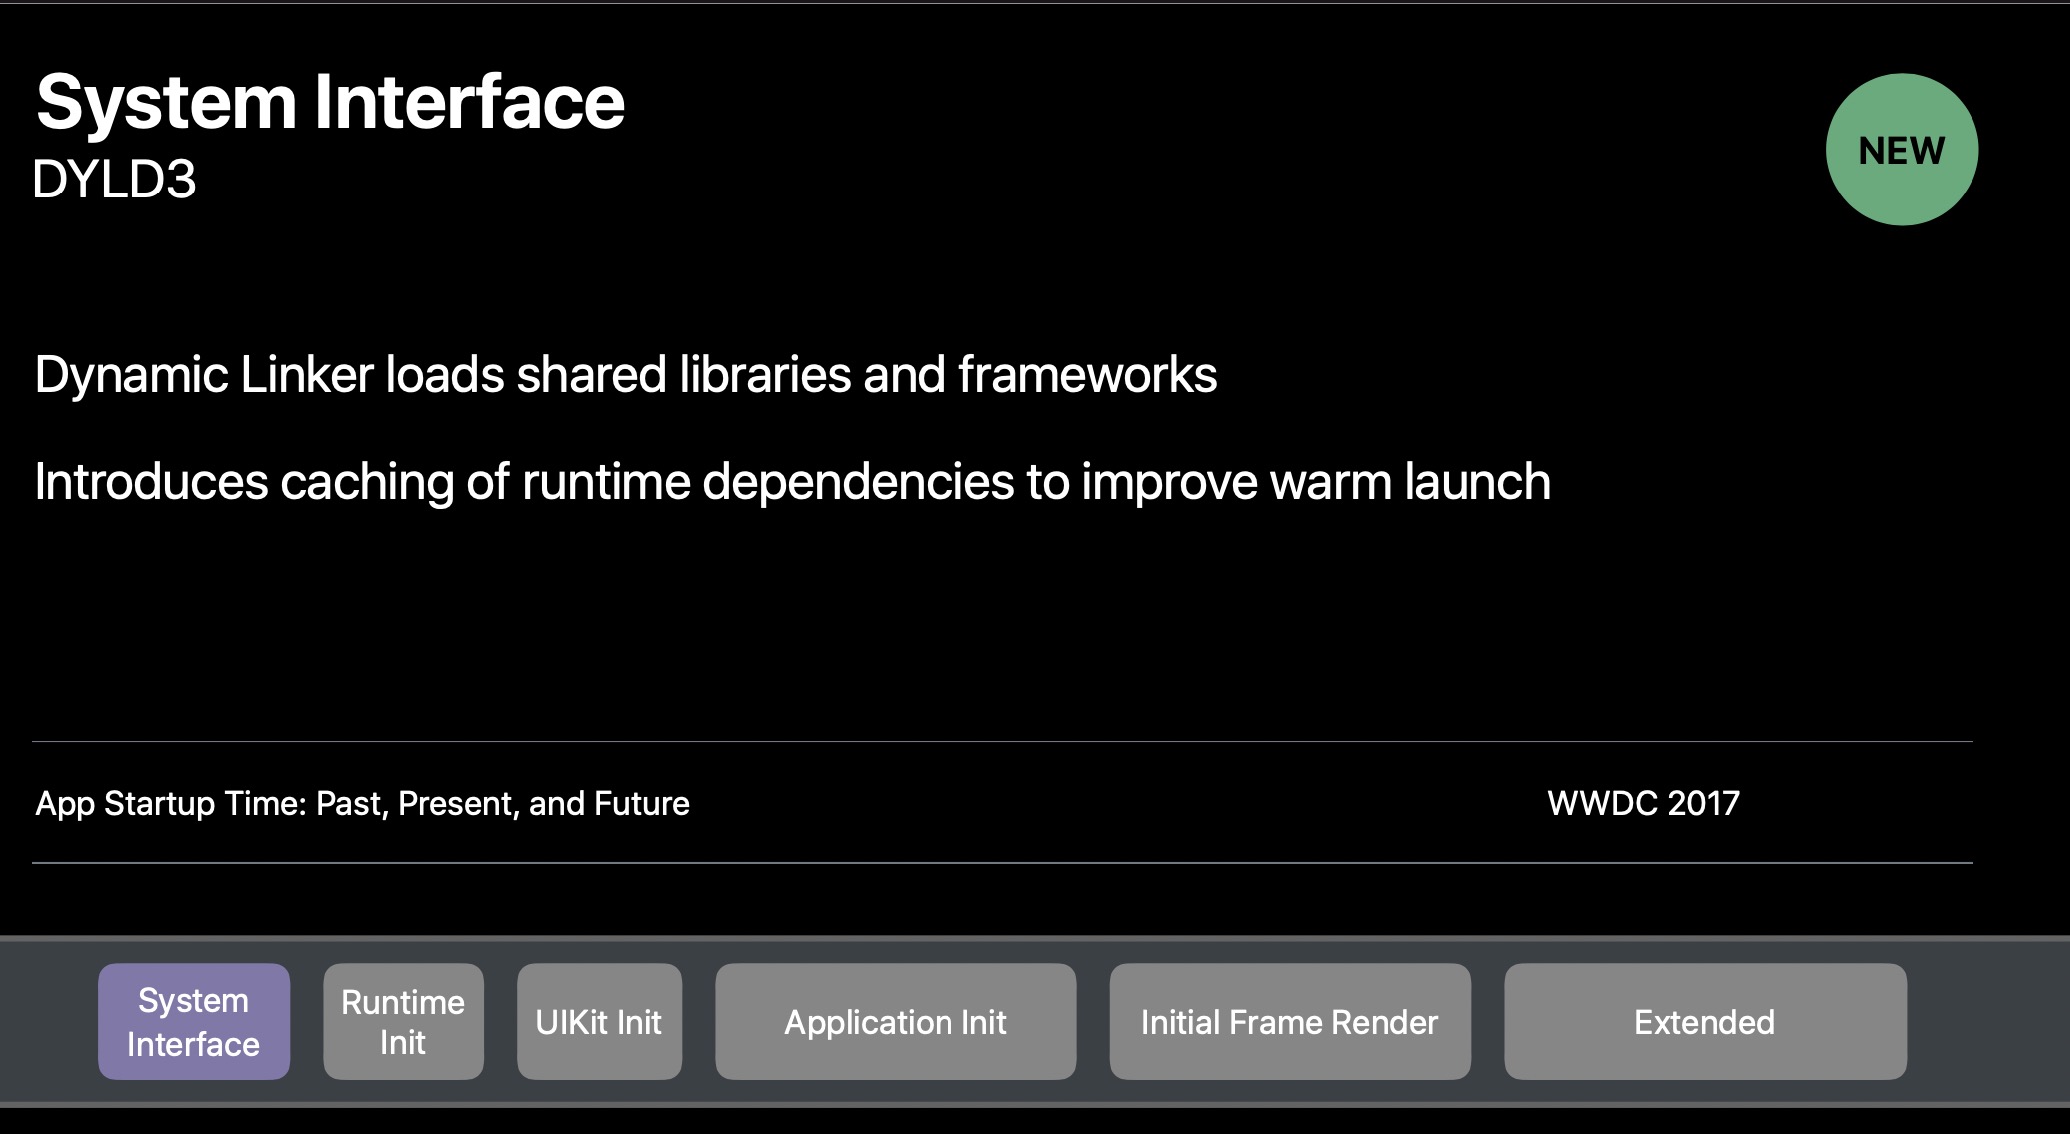 System Interface
DYLD3
NEW
Dynamic Linker loads shared libraries and frameworks
Introduces caching of runtime dependencies to improve warm launch
App Startup Time: Past, Present, and Future
WWDC 2017
System
Interface
Runtime
Init
UIKit Init
Application Init
Initial Frame Render
Extended